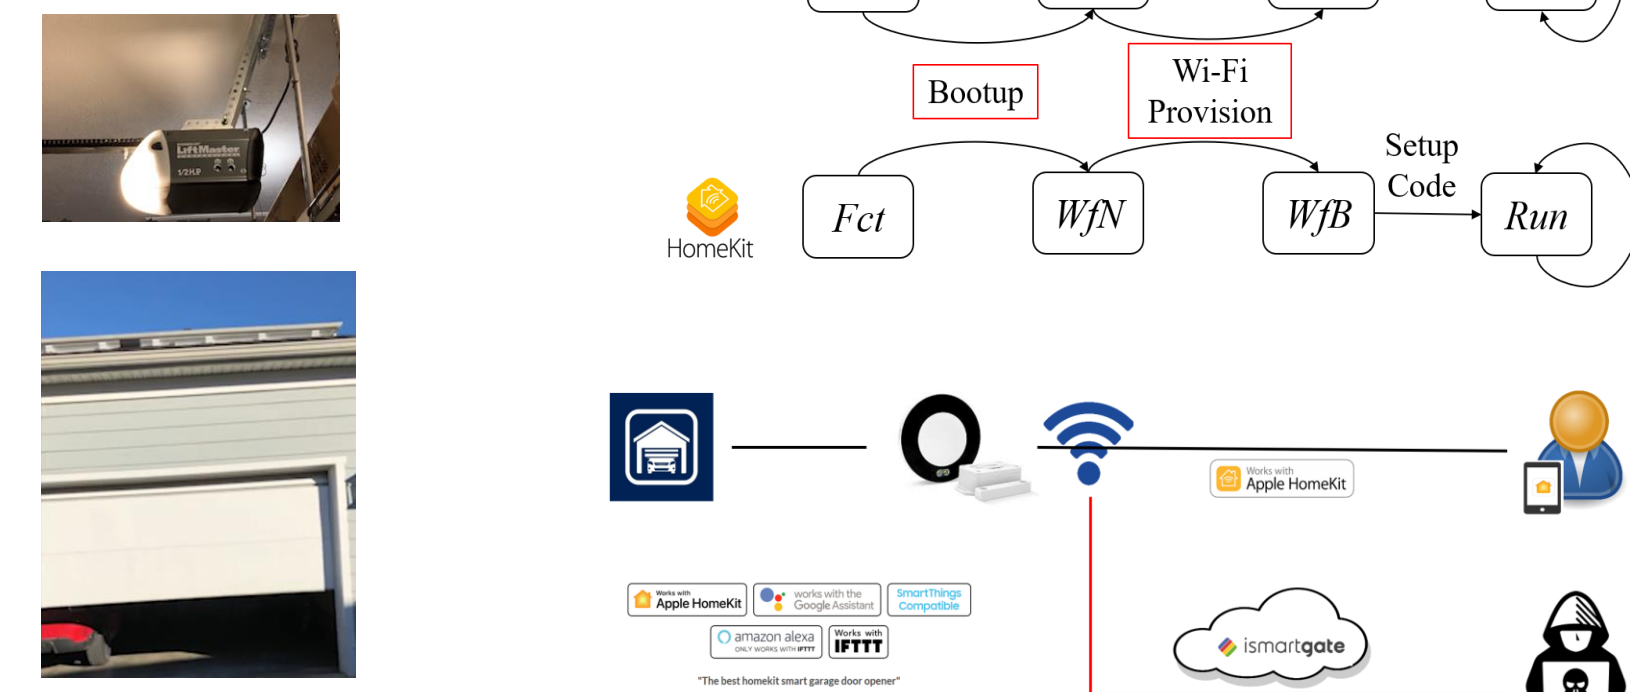 LiftMaster
1/2 H.P
Bootup
Wi-Fi
Provision
Setup
Code
Fct
WfN
WfB
Run
HomeKit
Works with
Apple HomeKit
Works with
Apple HomeKit
works with the
Google Assistant
SmartThings
Compatible
amazon alexa
ONLY WORKS WITH IFTTT
Works with
IFTTT
ismartgate
"The best homekit smart garage door opener"